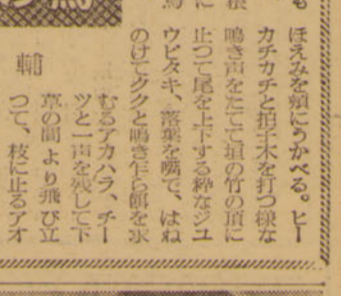 ほえみを頬にうかべる。ヒー
カチカチと拍子木を打つ様な
鳴き声をたてて垣の竹の頂に
止つて尾を上下する粋なジユ
ウビタキ、落葉を嘴で、はね
のけてククと鳴き乍ら餌を求
むるアカハラ、チー
ツと一声を残して下
草の間より飛び立
つて、枝に止るアオ
輔